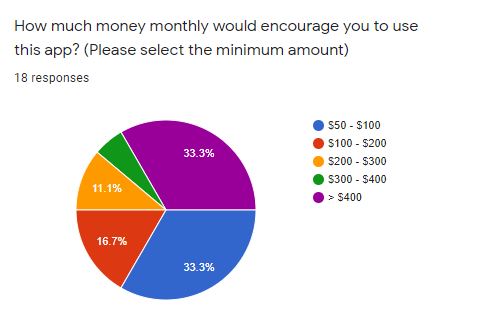 How much money monthly would encourage you to use
this app? (Please select the minimum amount)
18 responses
$50 - $100
$100 - $200
$200 - $300
$300 - $400
> $400
33.3%
11.1%
16.7%
33.3%